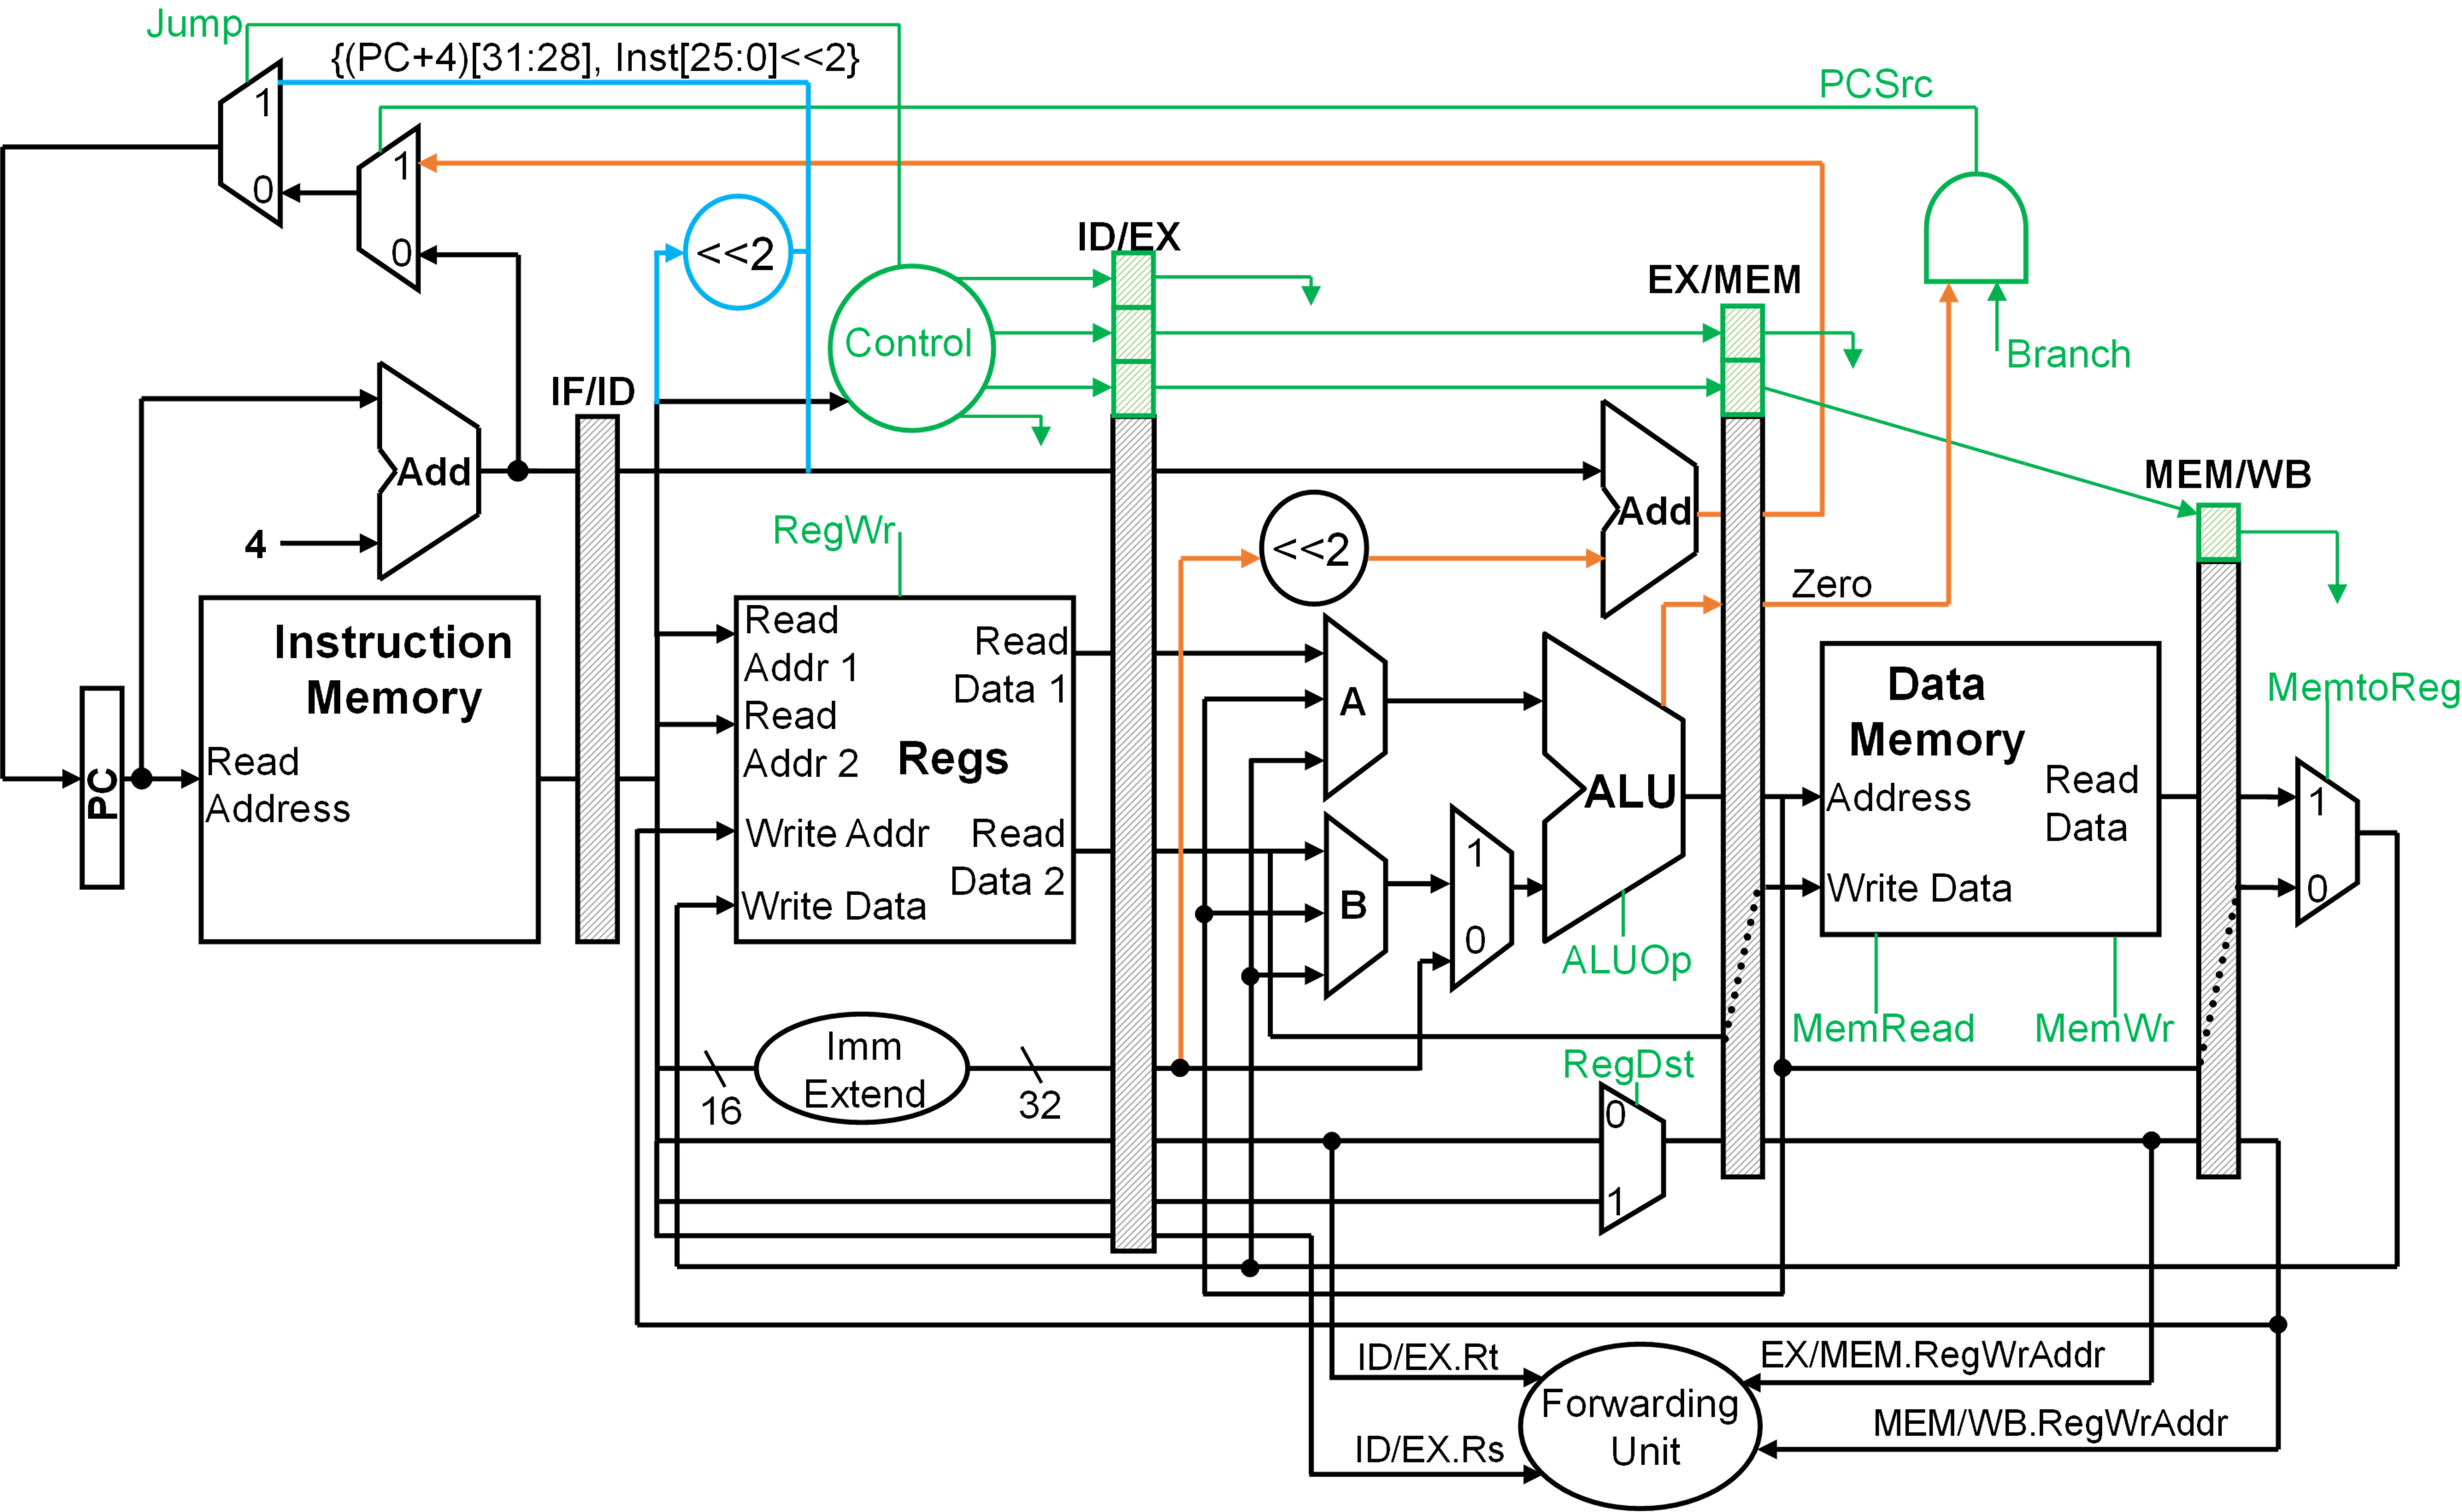 Jump
{(PC+4)[31:28], Inst[25:0]<<2}
PCSrc
1
0
1
0
<<2
Control
ID/EX
EX/MEM
Branch
IF/ID
Add
4
MEM/WB
RegWr
<<2
Add
Zero
Instruction
Memory
Read
Address
PC
Read
Addr 1
Read
Addr 2
Regs
Write Addr
Write Data
Read
Data 1
Read
Data 2
A
B
1
0
ALU
ALUOp
Data
Memory
Address
Read
Data
Write Data
MemtoReg
1
0
MemRead
MemWr
Imm
Extend
16
32
RegDst
0
1
ID/EX.Rt
ID/EX.Rs
Forwarding
Unit
EX/MEM.RegWrAddr
MEM/WB.RegWrAddr